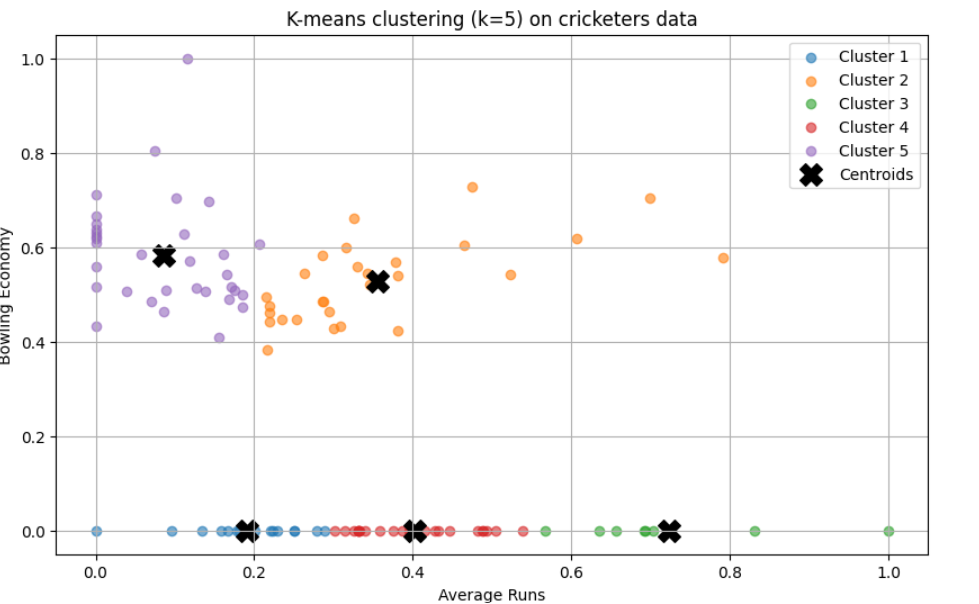 K-means clustering (k=5) on cricketers data
1.0
0.8
0.6
0.4
0.2
0.0
Bowling Economy
0.0 0.2 0.4 0.6 0.8 1.0
Average Runs
Cluster 1
Cluster 2
Cluster 3
Cluster 4
Cluster 5
Centroids